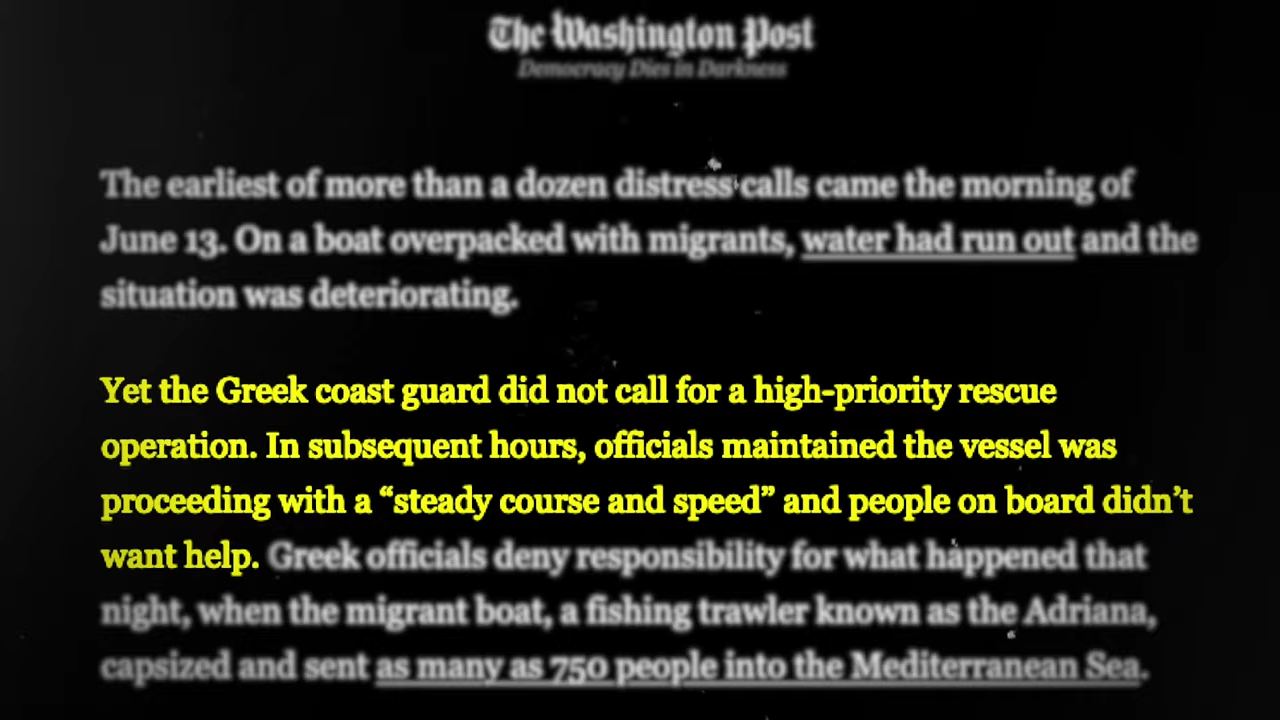 The Washington Post
Democracy Dies in Darkness
The earliest of more than a dozen distress calls came the morning of
June 13. On a boat overpacked with migrants, water had run out and the
situation was deteriorating.
Yet the Greek coast guard did not call for a high-priority rescue
operation. In subsequent hours, officials maintained the vessel was
proceeding with a “steady course and speed” and people on board didn’t
want help. Greek officials deny responsibility for what happened that
night, when the migrant boat, a fishing trawler known as the Adriana,
capsized and sent as many as 750 people into the Mediterranean Sea.